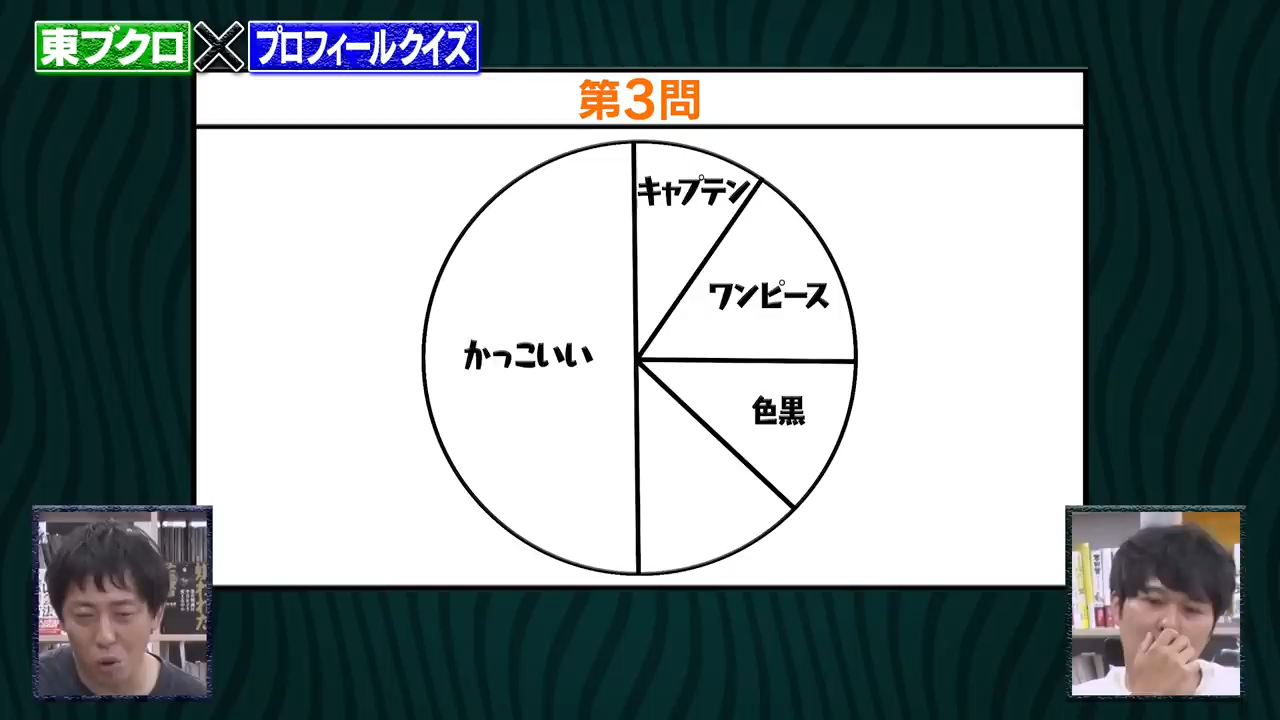 東ブクロ×プロフィールクイズ
第3問
キャプテン
ワンピース
かっこいい
色黒